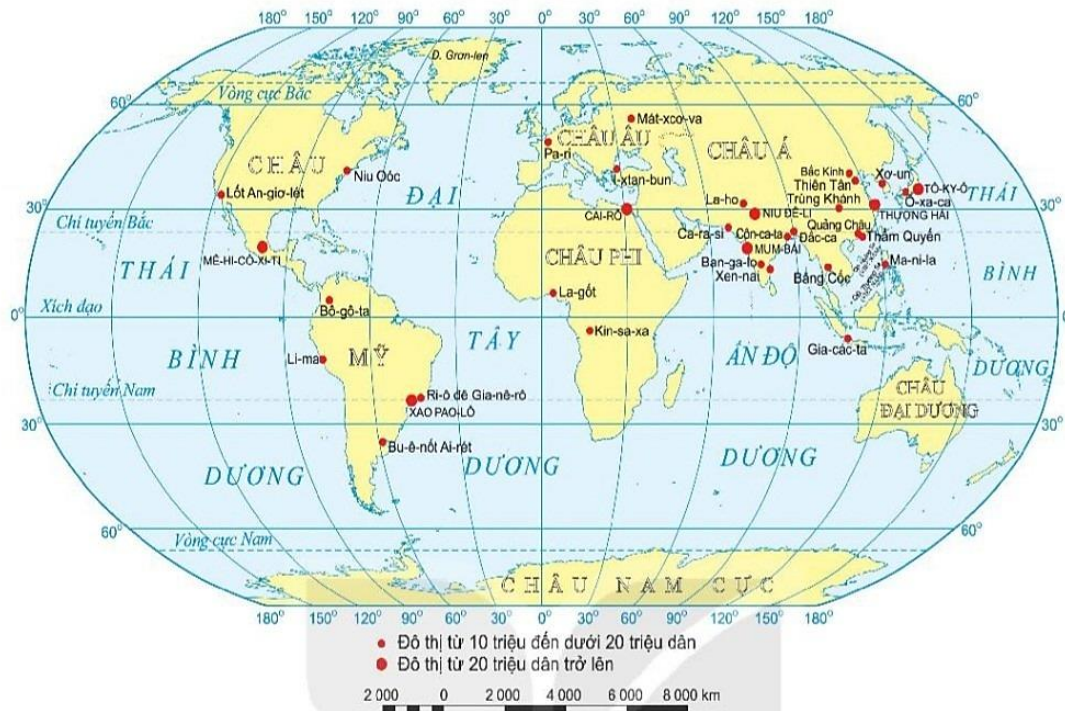 180° 150° 120° 90° 60° 30° 0° 30° 60° 90° 120° 150° 180°
D. Grơn-len
Vòng cực Bắc
60° 60°
Mát-xcơ-va
CHÂU ÂU
Pa-ri
CHÂU Á
CHÂU
Niu Oóc
I-xtan-bun
Bắc Kinh
Xơ-un
Thiên Tân
TÔ-KY-Ô
Lốt An-giơ-lét
ĐẠI
La-ho
Trùng Khánh
Ô-xa-ca
THÁI
30° 30°
CAI-RÔ
NIU ĐÊ-LI
THƯỢNG HẢI
Chí tuyến Bắc
Ca-ra-si
Côn-ca-ta
Quảng Châu
Đắc-ca
Thẩm Quyến
MÊ-HI-CÔ-XI-TI
CHÂU PHI
MUM-BAI
THÁI
Ban-ga-lo
Xen-nai
Băng Cốc
Ma-ni-la
BÌNH
La-gốt
Xích đạo
Bô-gô-ta
0° 0°
Kin-sa-xa
TÂY
BÌNH
Li-ma
MỸ
ẤN ĐỘ
Gia-các-ta
DƯƠNG
Chí tuyến Nam
Ri-ô đê Gia-nê-rô
XAO PAO-LÔ
CHÂU
ĐẠI DƯƠNG
30° 30°
Bu-ê-nốt Ai-rét
DƯƠNG
DƯƠNG
DƯƠNG
60° 60°
Vòng cực Nam
CHÂU NAM CỰC
180° 150° 120° 90° 60° 30° 0° 30° 60° 90° 120° 150° 180°
Đô thị từ 10 triệu đến dưới 20 triệu dân
Đô thị từ 20 triệu dân trở lên
2 000 0 2 000 4 000 6 000 8 000 km